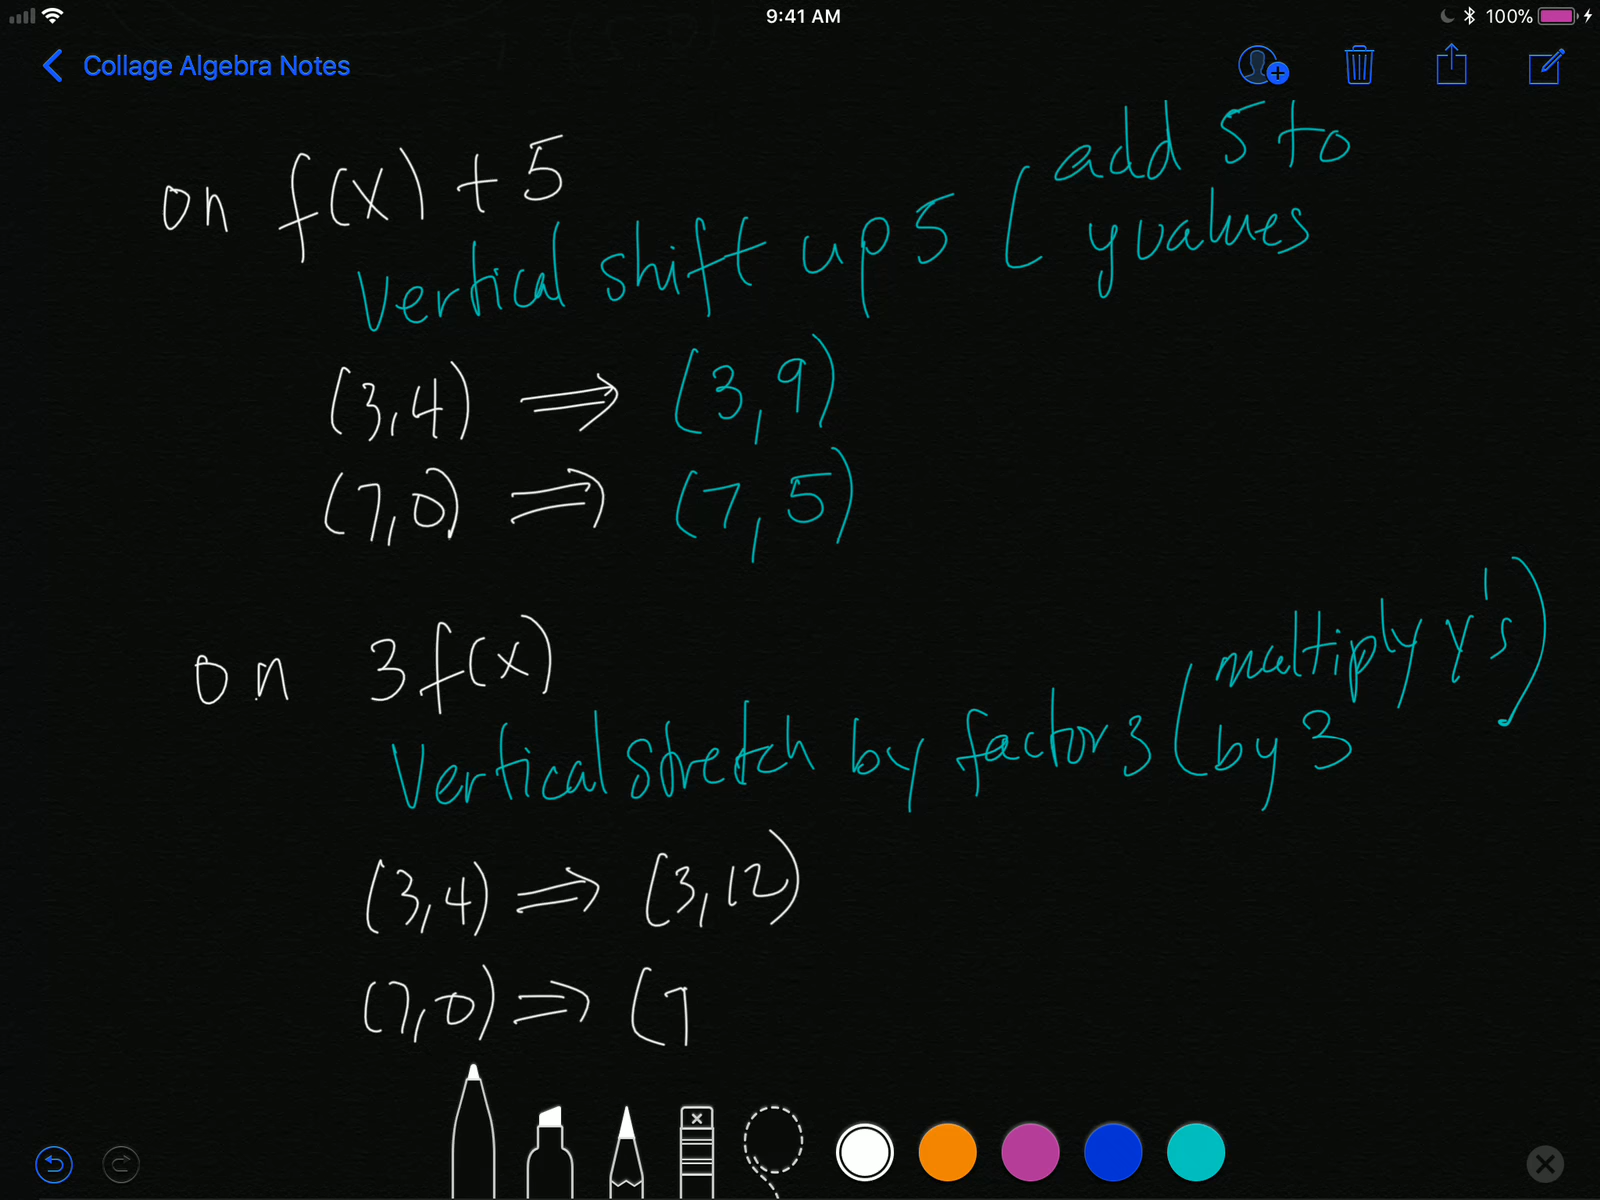 9:41 AM
100%
Collage Algebra Notes
on f(x) + 5
Vertical shift up 5 ( add 5 to
y values
(3,4) ⟹ (3,9)
(7,0) ⟹ (7,5)
on 3f(x)
Vertical stretch by factor 3 ( multiply y's )
by 3
(3,4) ⟹ (3,12)
(7,0) ⟹ (7